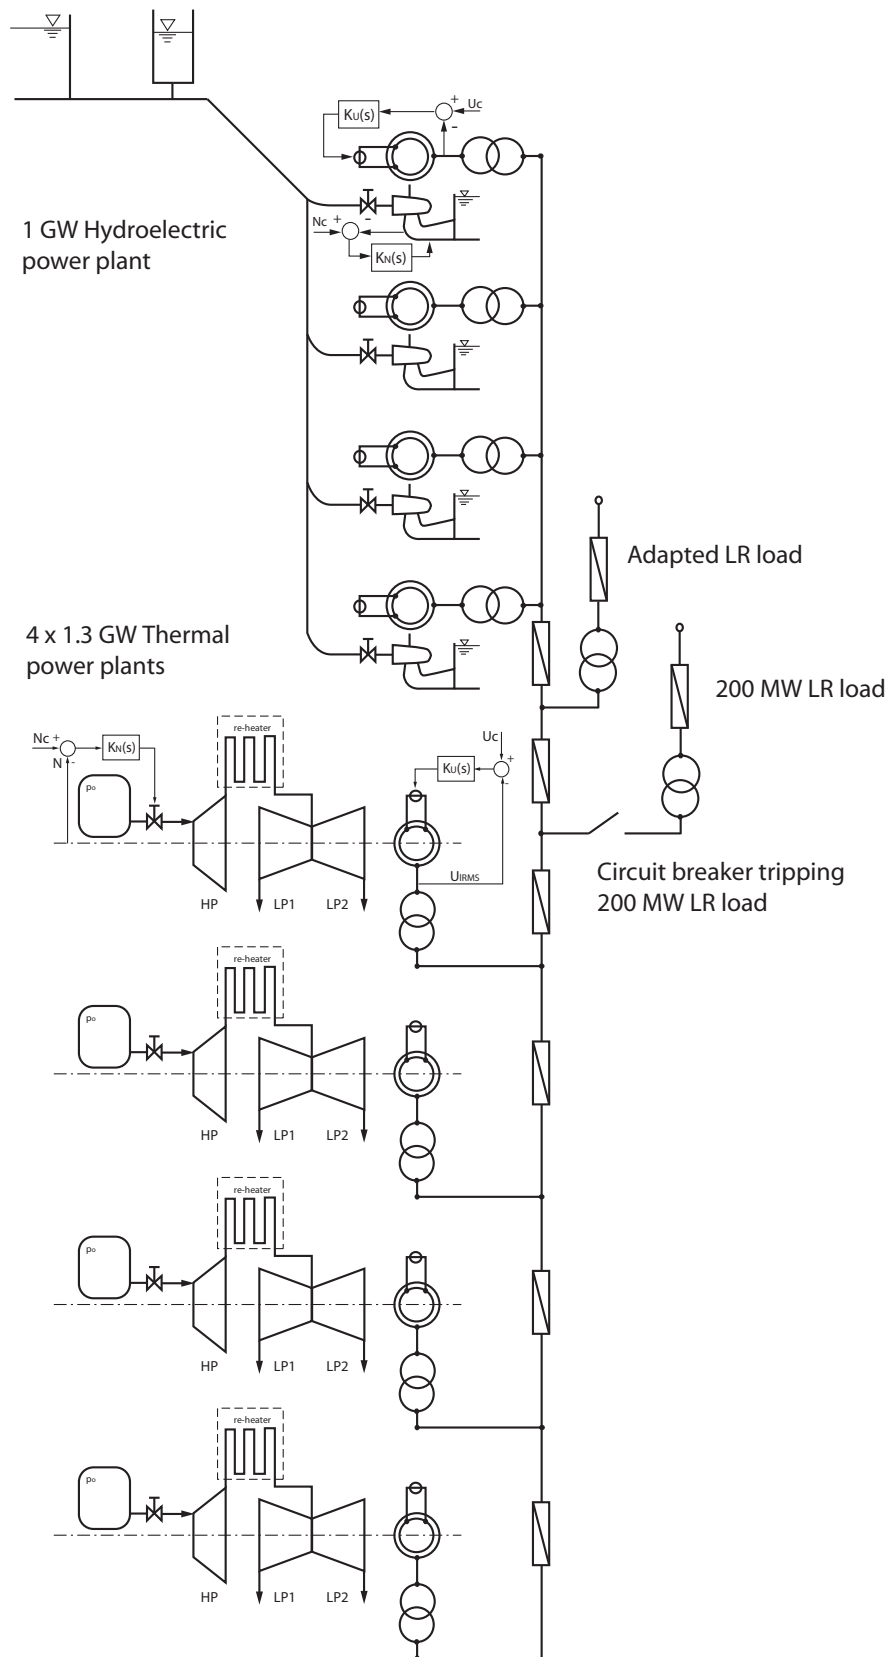 +
Uc
KU(s)
-
1 GW Hydroelectric
power plant
Nc
+
-
KN(s)
Adapted LR load
4 x 1.3 GW Thermal
power plants
200 MW LR load
re-heater
Nc +
KN(s)
N
-
Uc
+
KU(s)
-
po
Circuit breaker tripping
200 MW LR load
UIRMS
HP
LP1
LP2
re-heater
po
HP
LP1
LP2
re-heater
po
HP
LP1
LP2
re-heater
po
HP
LP1
LP2